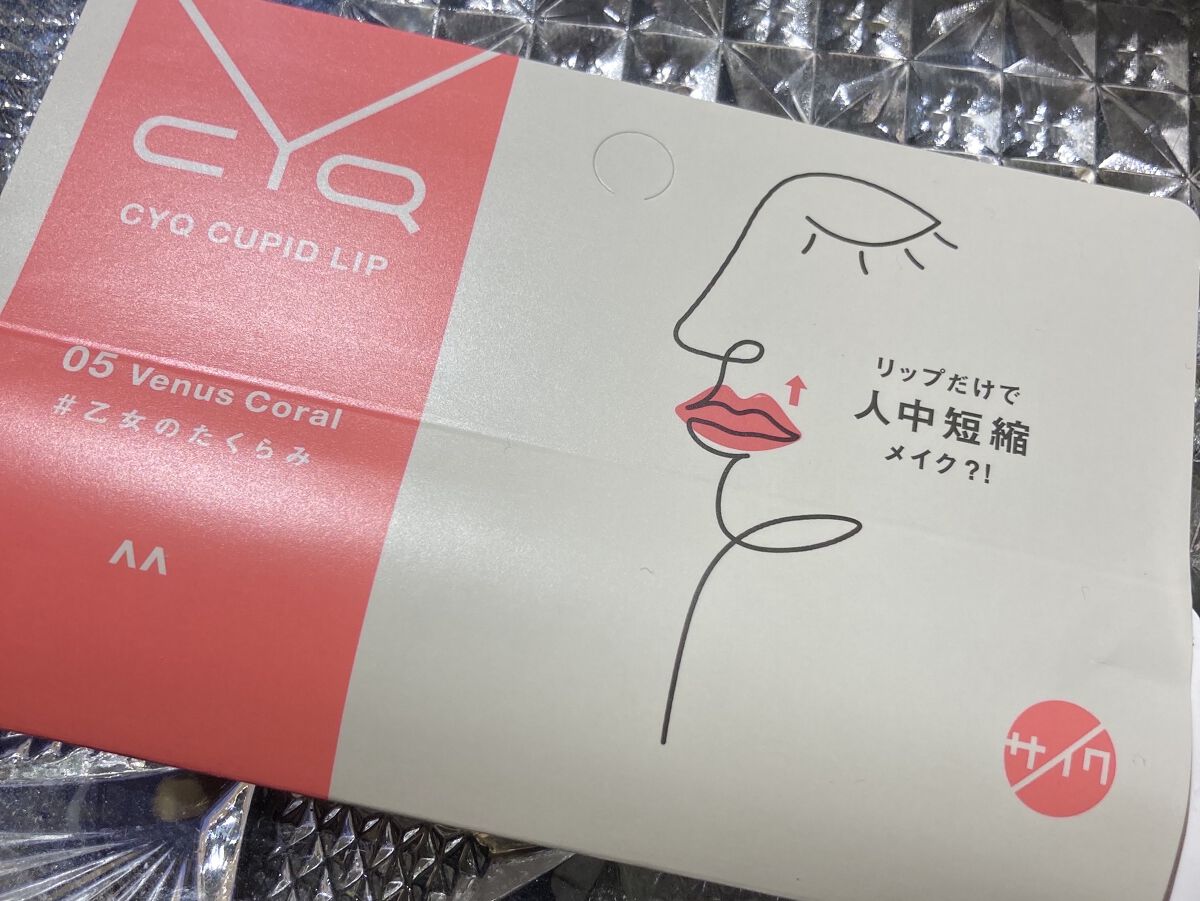 CYQ
CYQ CUPID LIP
05 Venus Coral
#乙女のたくらみ
リップだけで
人中短縮
メイク?!
サイク